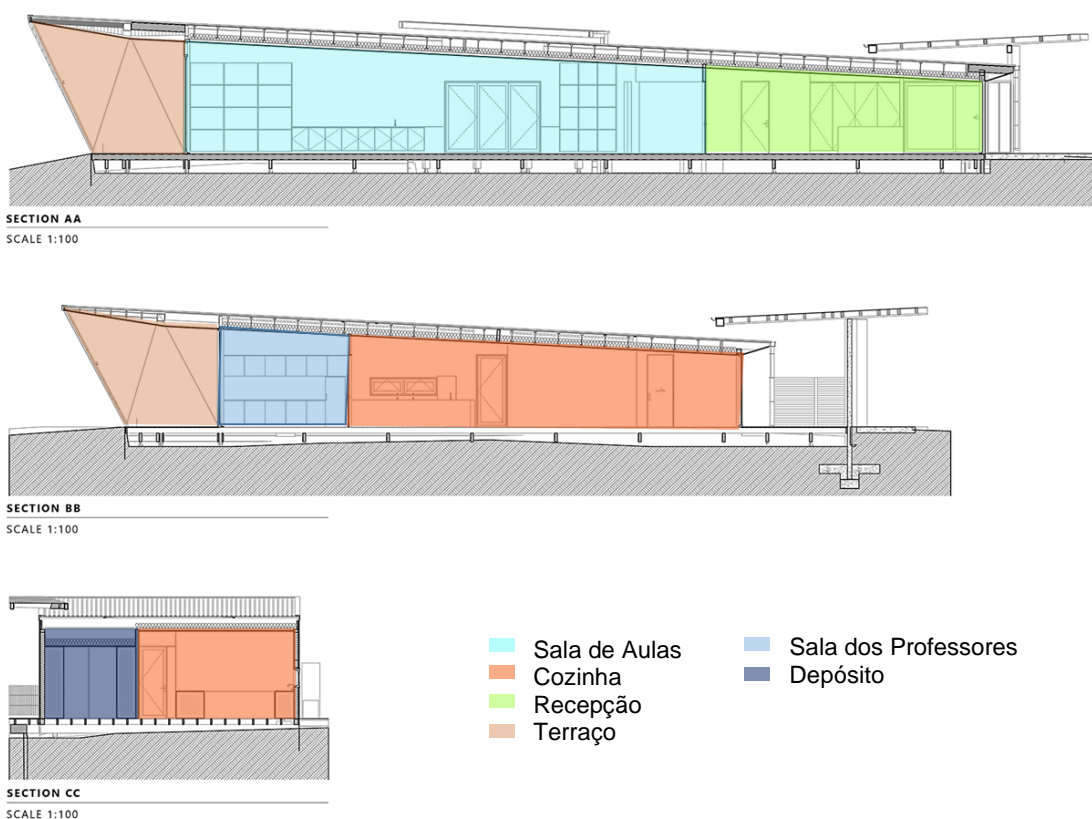 SECTION AA
SCALE 1:100
SECTION BB
SCALE 1:100
Sala de Aulas
Cozinha
Recepção
Terraço
Sala dos Professores
Depósito
SECTION CC
SCALE 1:100